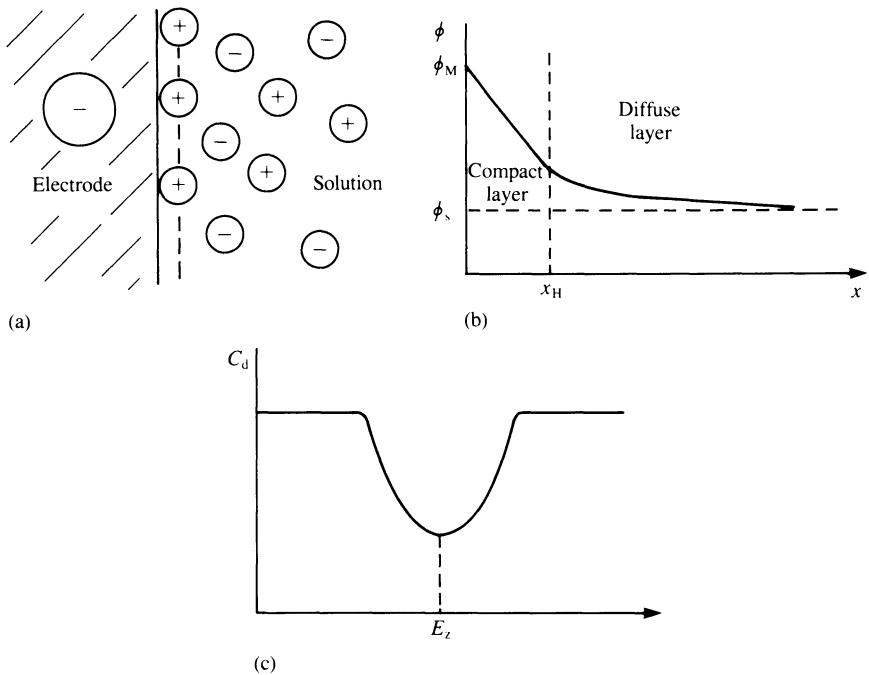 +
−
−
−
+
+
+
−
+
Electrode
+
Solution
−
−
(a)
ϕ
ϕM
Diffuse
layer
Compact
layer
ϕs
xH
x
(b)
Cd
Ez
(c)